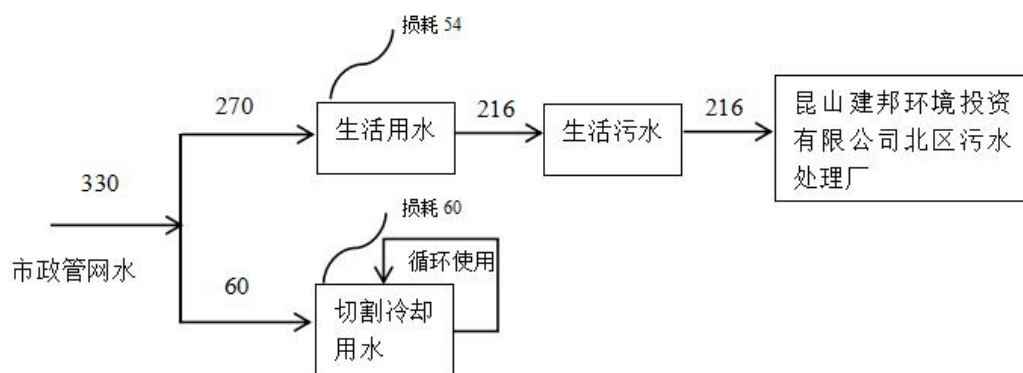 损耗 54
270
生活用水
216
生活污水
216
昆山建邦环境投资
有限公司北区污水
处理厂
330
市政管网水
损耗 60
循环使用
60
切割冷却
用水